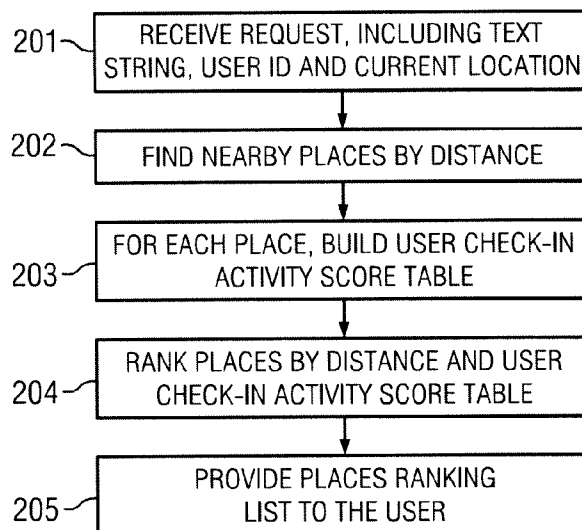 201
RECEIVE REQUEST, INCLUDING TEXT
STRING, USER ID AND CURRENT LOCATION
202
FIND NEARBY PLACES BY DISTANCE
203
FOR EACH PLACE, BUILD USER CHECK-IN
ACTIVITY SCORE TABLE
204
RANK PLACES BY DISTANCE AND USER
CHECK-IN ACTIVITY SCORE TABLE
205
PROVIDE PLACES RANKING
LIST TO THE USER